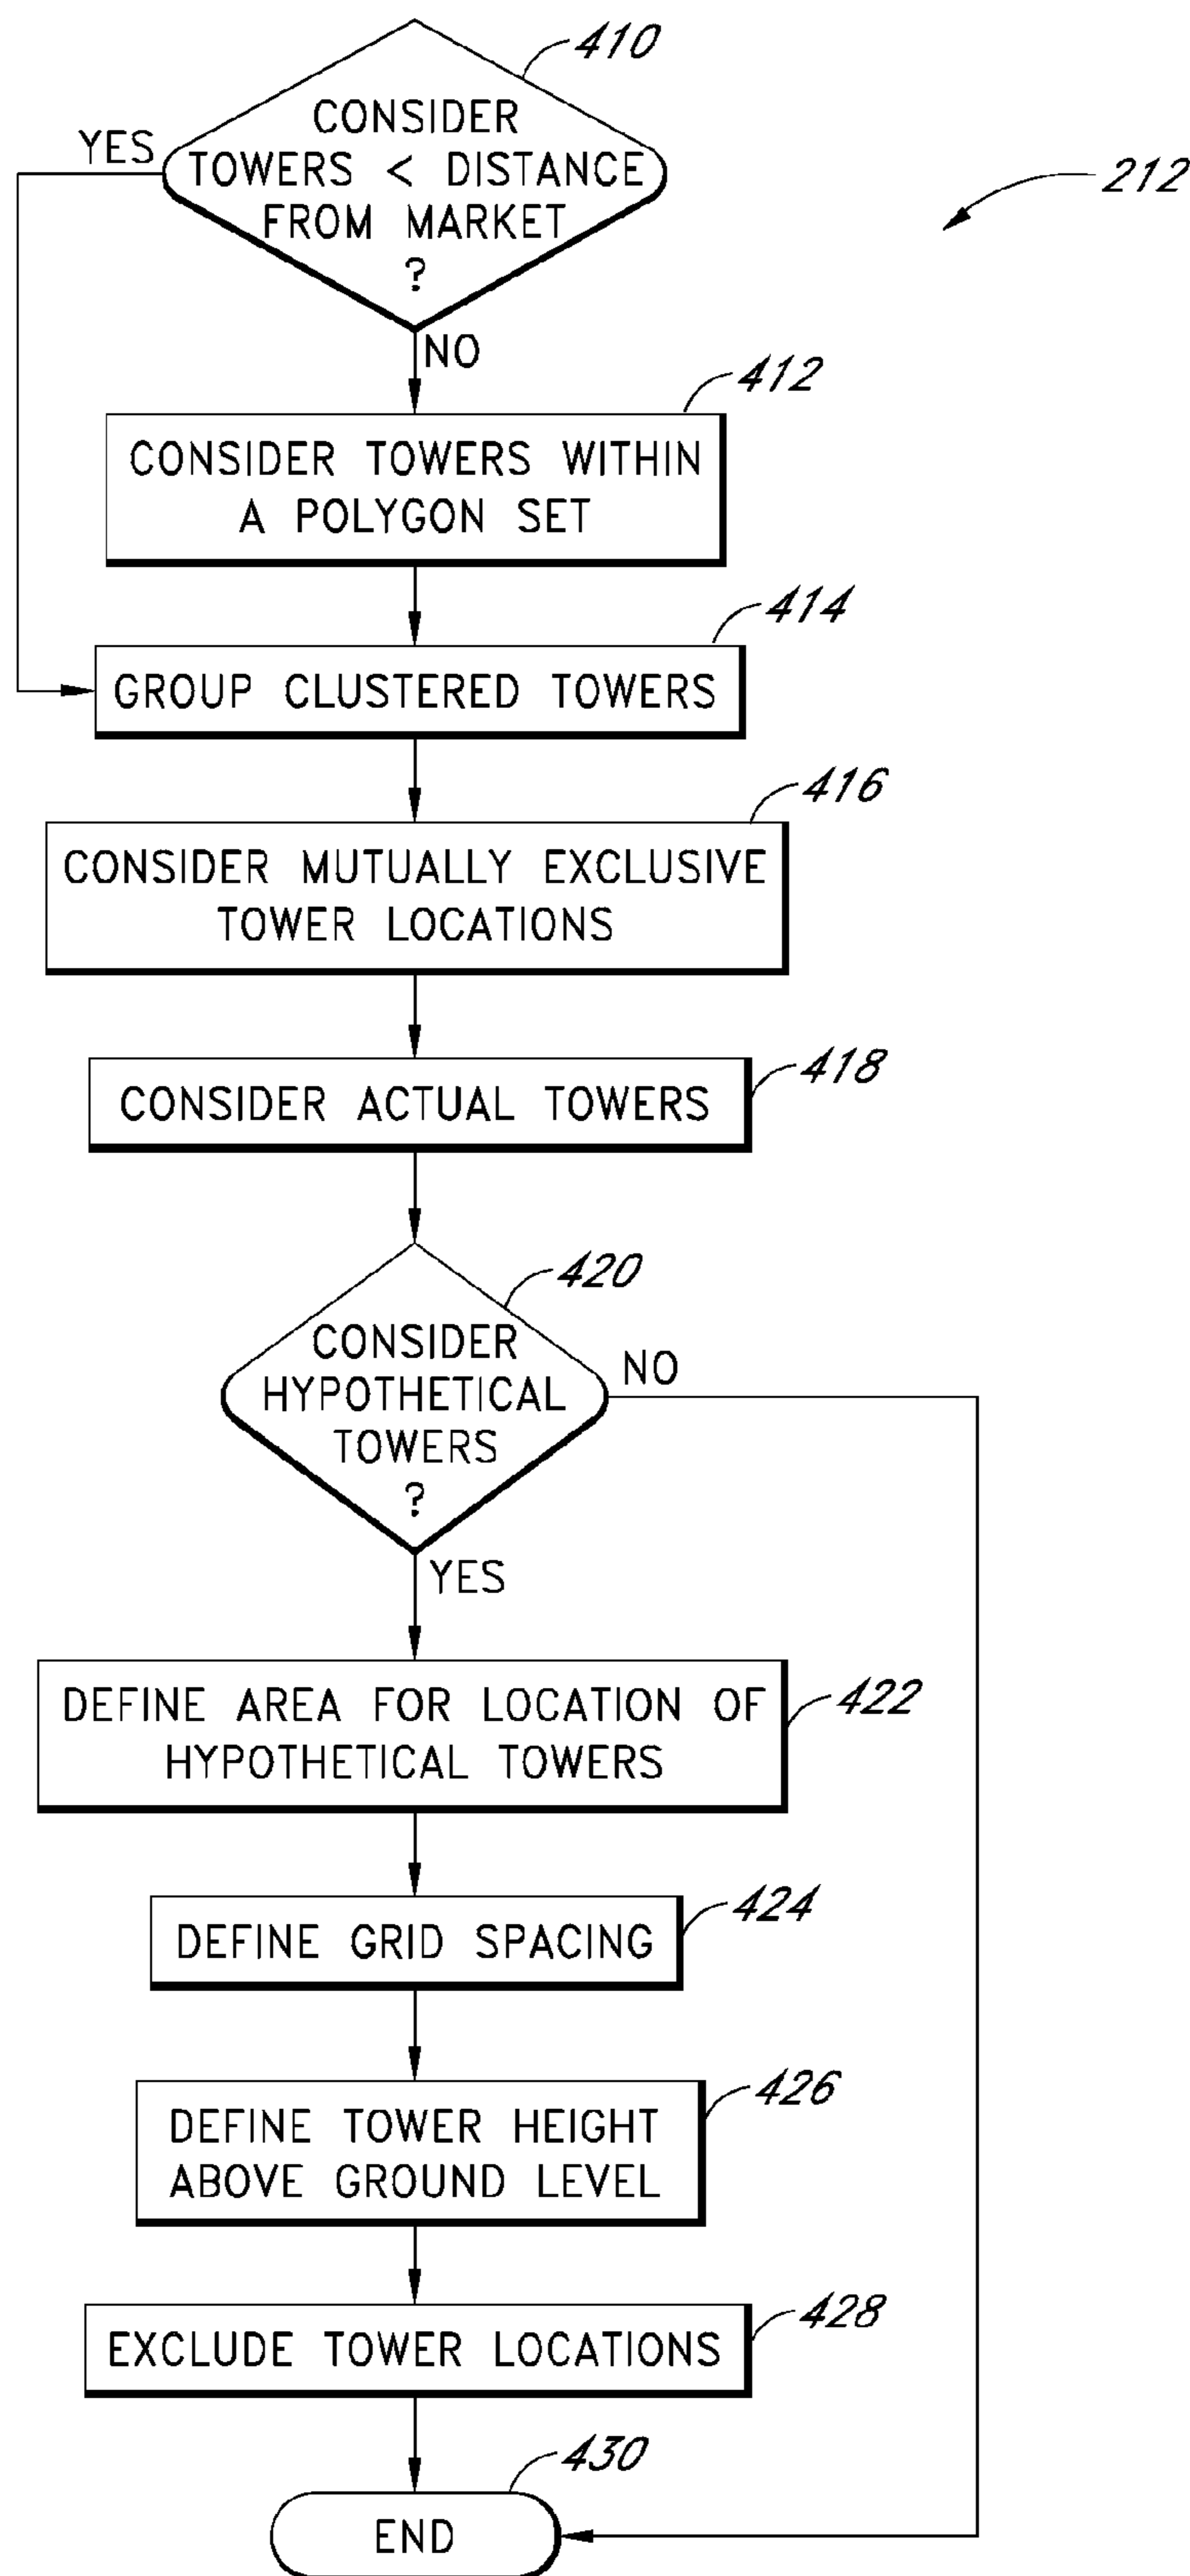 410
CONSIDER
TOWERS < DISTANCE
FROM MARKET
?
YES
212
NO
412
CONSIDER TOWERS WITHIN
A POLYGON SET
414
GROUP CLUSTERED TOWERS
416
CONSIDER MUTUALLY EXCLUSIVE
TOWER LOCATIONS
418
CONSIDER ACTUAL TOWERS
420
CONSIDER
HYPOTHETICAL
TOWERS
?
NO
YES
422
DEFINE AREA FOR LOCATION OF
HYPOTHETICAL TOWERS
424
DEFINE GRID SPACING
426
DEFINE TOWER HEIGHT
ABOVE GROUND LEVEL
428
EXCLUDE TOWER LOCATIONS
430
END